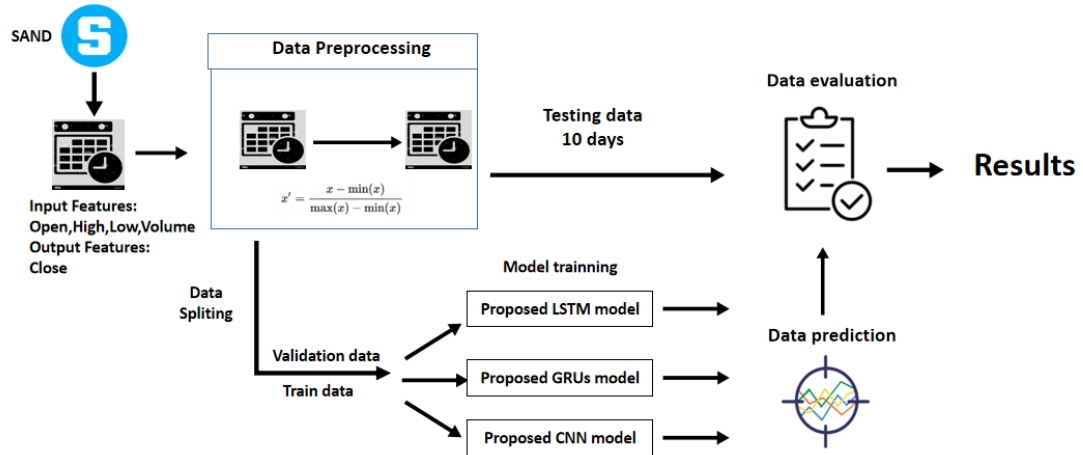 SAND
S
Input Features:
Open,High,Low,Volume
Output Features:
Close
Data Preprocessing
x′ = (x − min(x)) / (max(x) − min(x))
Testing data
10 days
Data evaluation
Results
Data
Spliting
Validation data
Train data
Model trainning
Proposed LSTM model
Proposed GRUs model
Proposed CNN model
Data prediction